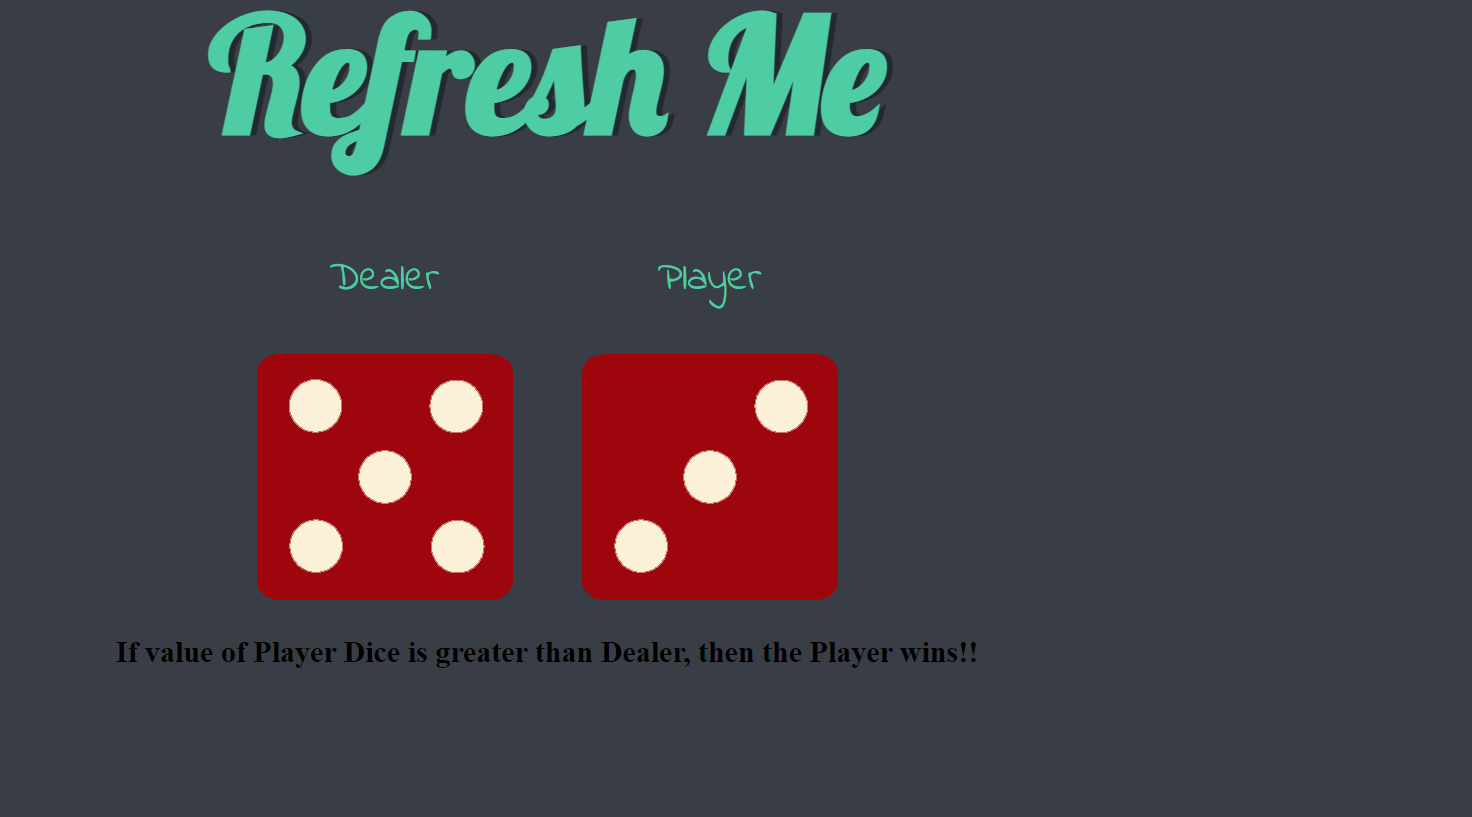 Refresh Me
Dealer Player
If value of Player Dice is greater than Dealer, then the Player wins!!